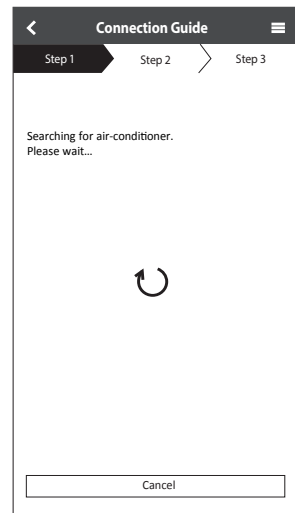 Connection Guide
Step 1 Step 2 Step 3
Searching for air-conditioner.
Please wait...
Cancel